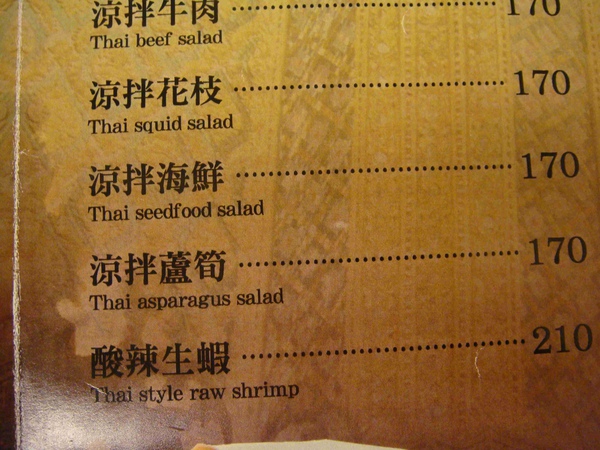 涼拌牛肉 170
Thai beef salad
涼拌花枝 170
Thai squid salad
涼拌海鮮 170
Thai seedfood salad
涼拌蘆筍 170
Thai asparagus salad
酸辣生蝦 210
Thai style raw shrimp